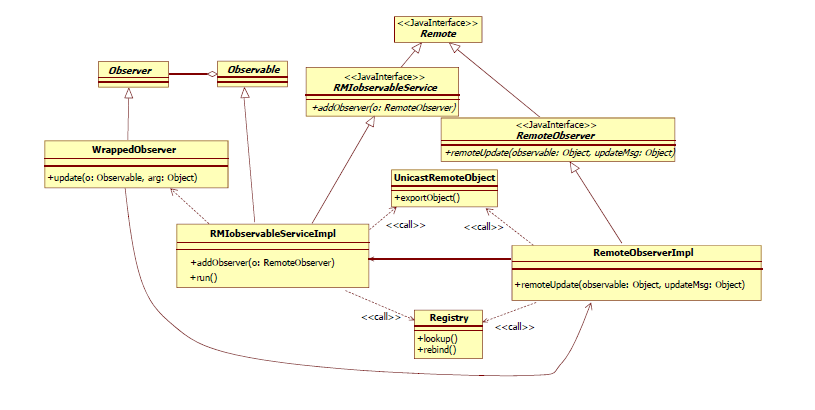 <<JavaInterface>>
Remote
Observer
Observable
<<JavaInterface>>
RMIobservableService
+addObserver(o: RemoteObserver)
<<JavaInterface>>
RemoteObserver
+remoteUpdate(observable: Object, updateMsg: Object)
WrappedObserver
+update(o: Observable, arg: Object)
UnicastRemoteObject
+exportObject()
<<call>>
<<call>>
RMIobservableServiceImpl
+addObserver(o: RemoteObserver)
+run()
RemoteObserverImpl
+remoteUpdate(observable: Object, updateMsg: Object)
<<call>>
Registry
+lookup()
+rebind()
<<call>>